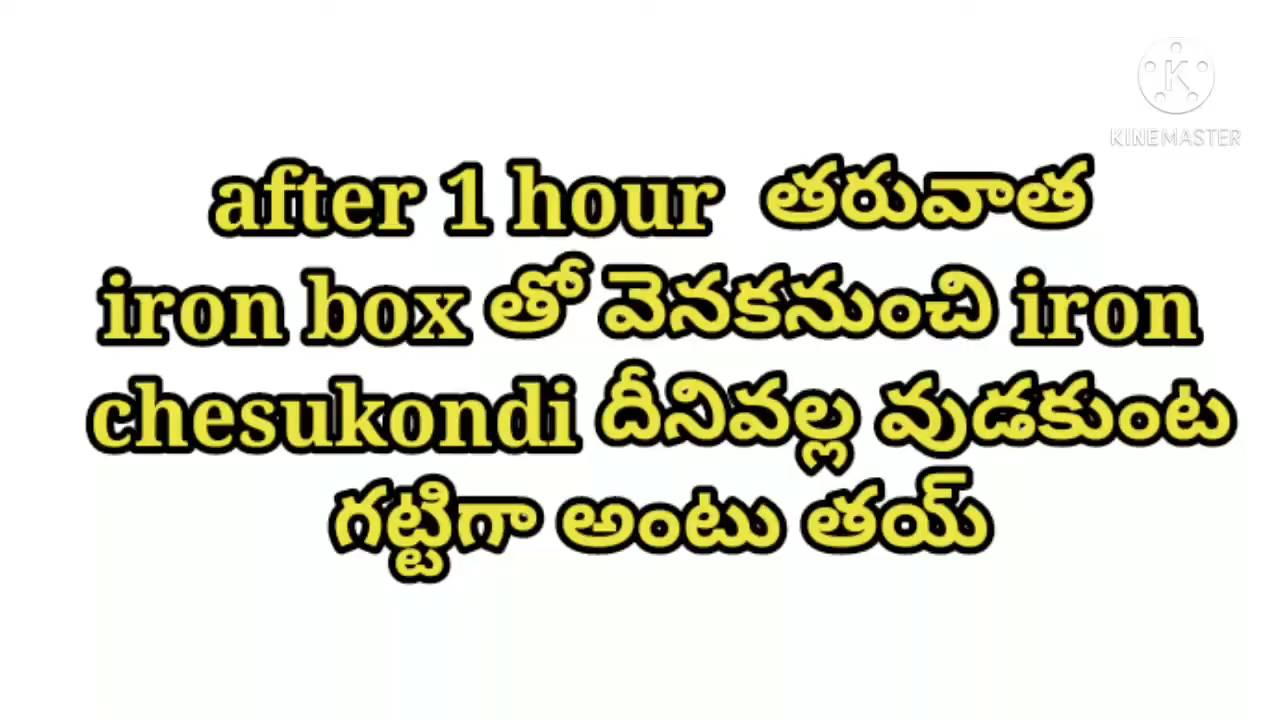 KINEMASTER
after 1 hour తరువాత
iron box తో వెనకనుంచి iron
chesukondi దీనివల్ల వుడకుంట
గట్టిగా అంటు తయ్